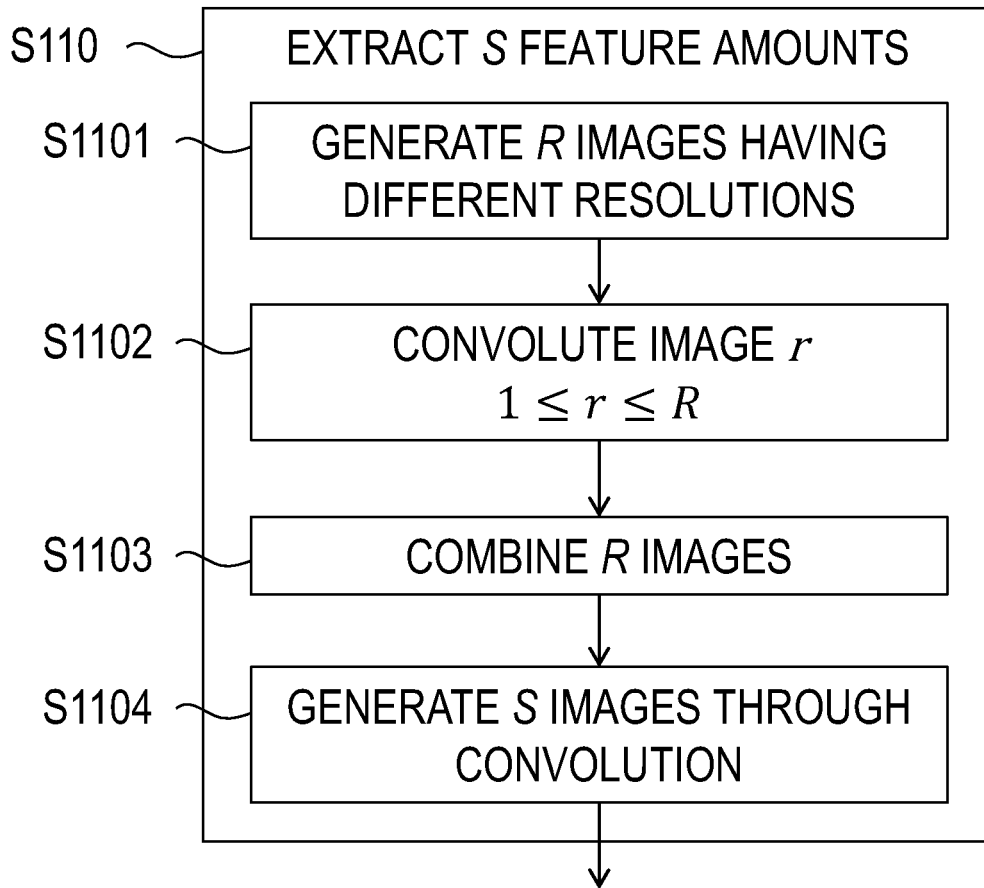 S110
EXTRACT S FEATURE AMOUNTS
S1101
GENERATE R IMAGES HAVING
DIFFERENT RESOLUTIONS
S1102
CONVOLUTE IMAGE r
1 ≤ r ≤ R
S1103
COMBINE R IMAGES
S1104
GENERATE S IMAGES THROUGH
CONVOLUTION